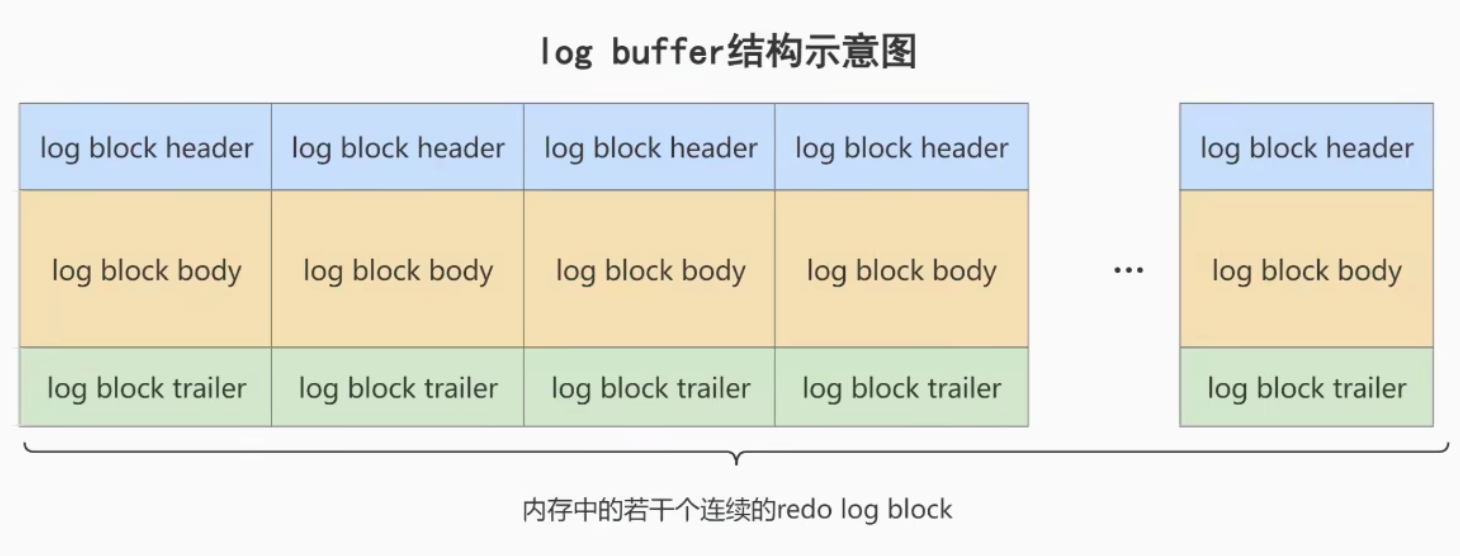 log buffer结构示意图
log block header log block header log block header log block header log block header
log block body log block body log block body log block body ... log block body
log block trailer log block trailer log block trailer log block trailer log block trailer
内存中的若干个连续的redo log block